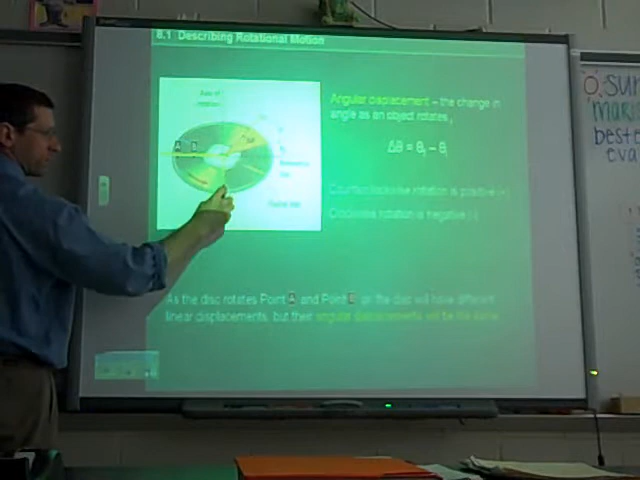 8.1 Describing Rotational Motion
Axis of
rotation
Angular displacement – the change in
angle as an object rotates,
A B
Δθ = θf – θi
Counterclockwise rotation is positive (+)
Clockwise rotation is negative (-)
As the disc rotates Point A and Point B on the disc will have different
linear displacements, but their angular displacements will be the same.